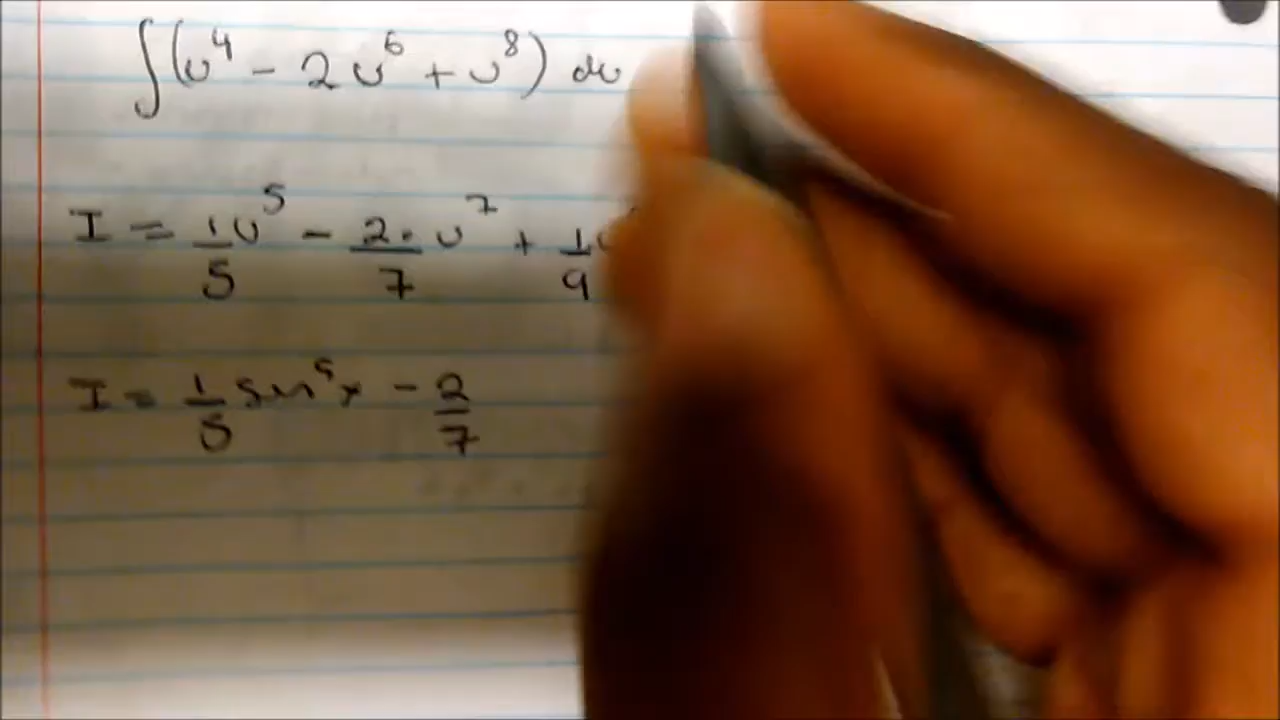 ∫(u⁴ - 2u⁶ + u⁸) du
I = 1/5 u⁵ - 2/7 · u⁷ + 1/9 u
I = 1/5 sin⁵x - 2/7